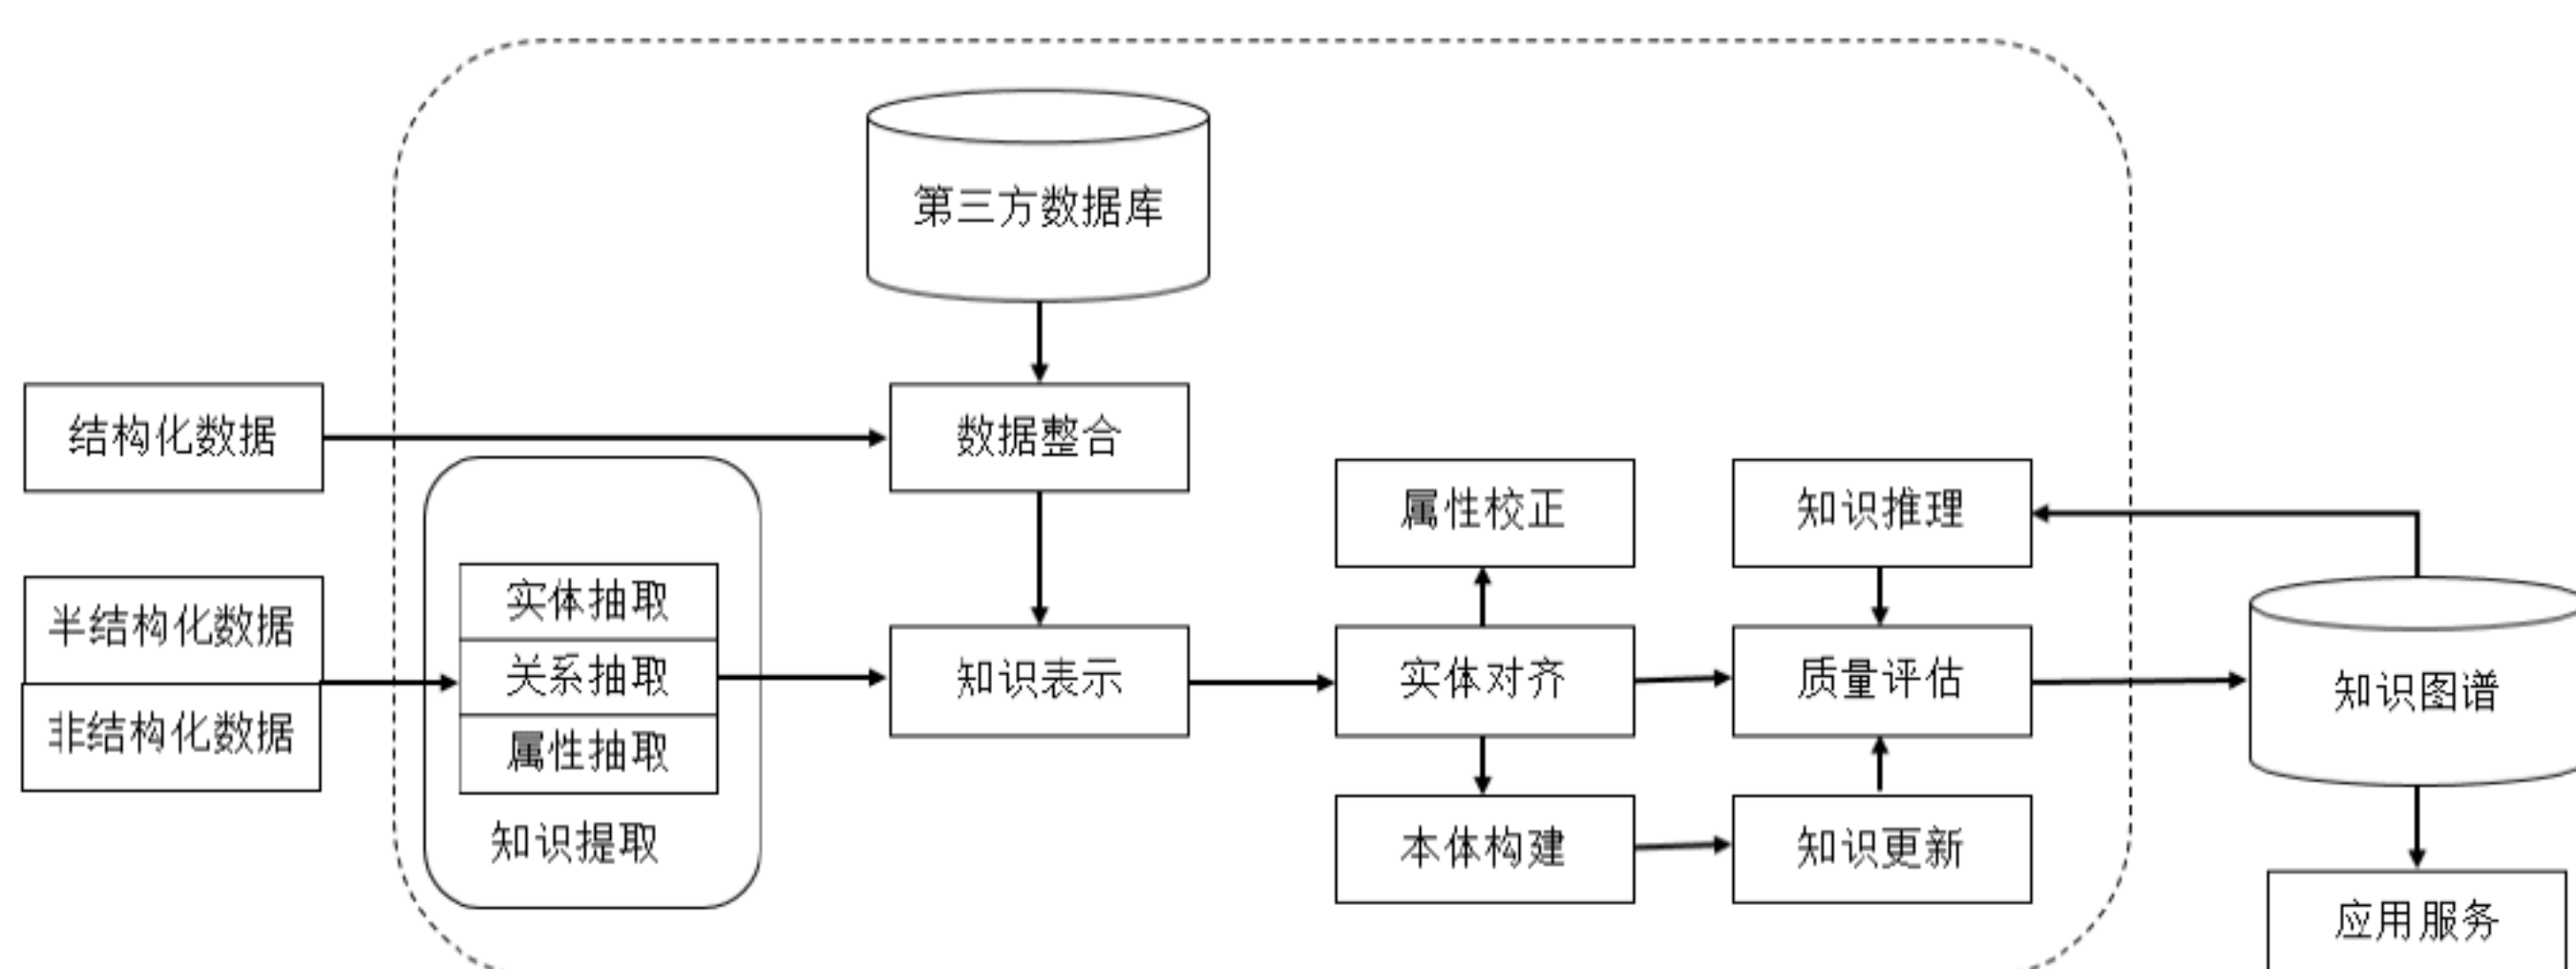 第三方数据库
结构化数据
数据整合
属性校正
知识推理
半结构化数据
非结构化数据
实体抽取
关系抽取
属性抽取
知识提取
知识表示
实体对齐
质量评估
知识图谱
本体构建
知识更新
应用服务